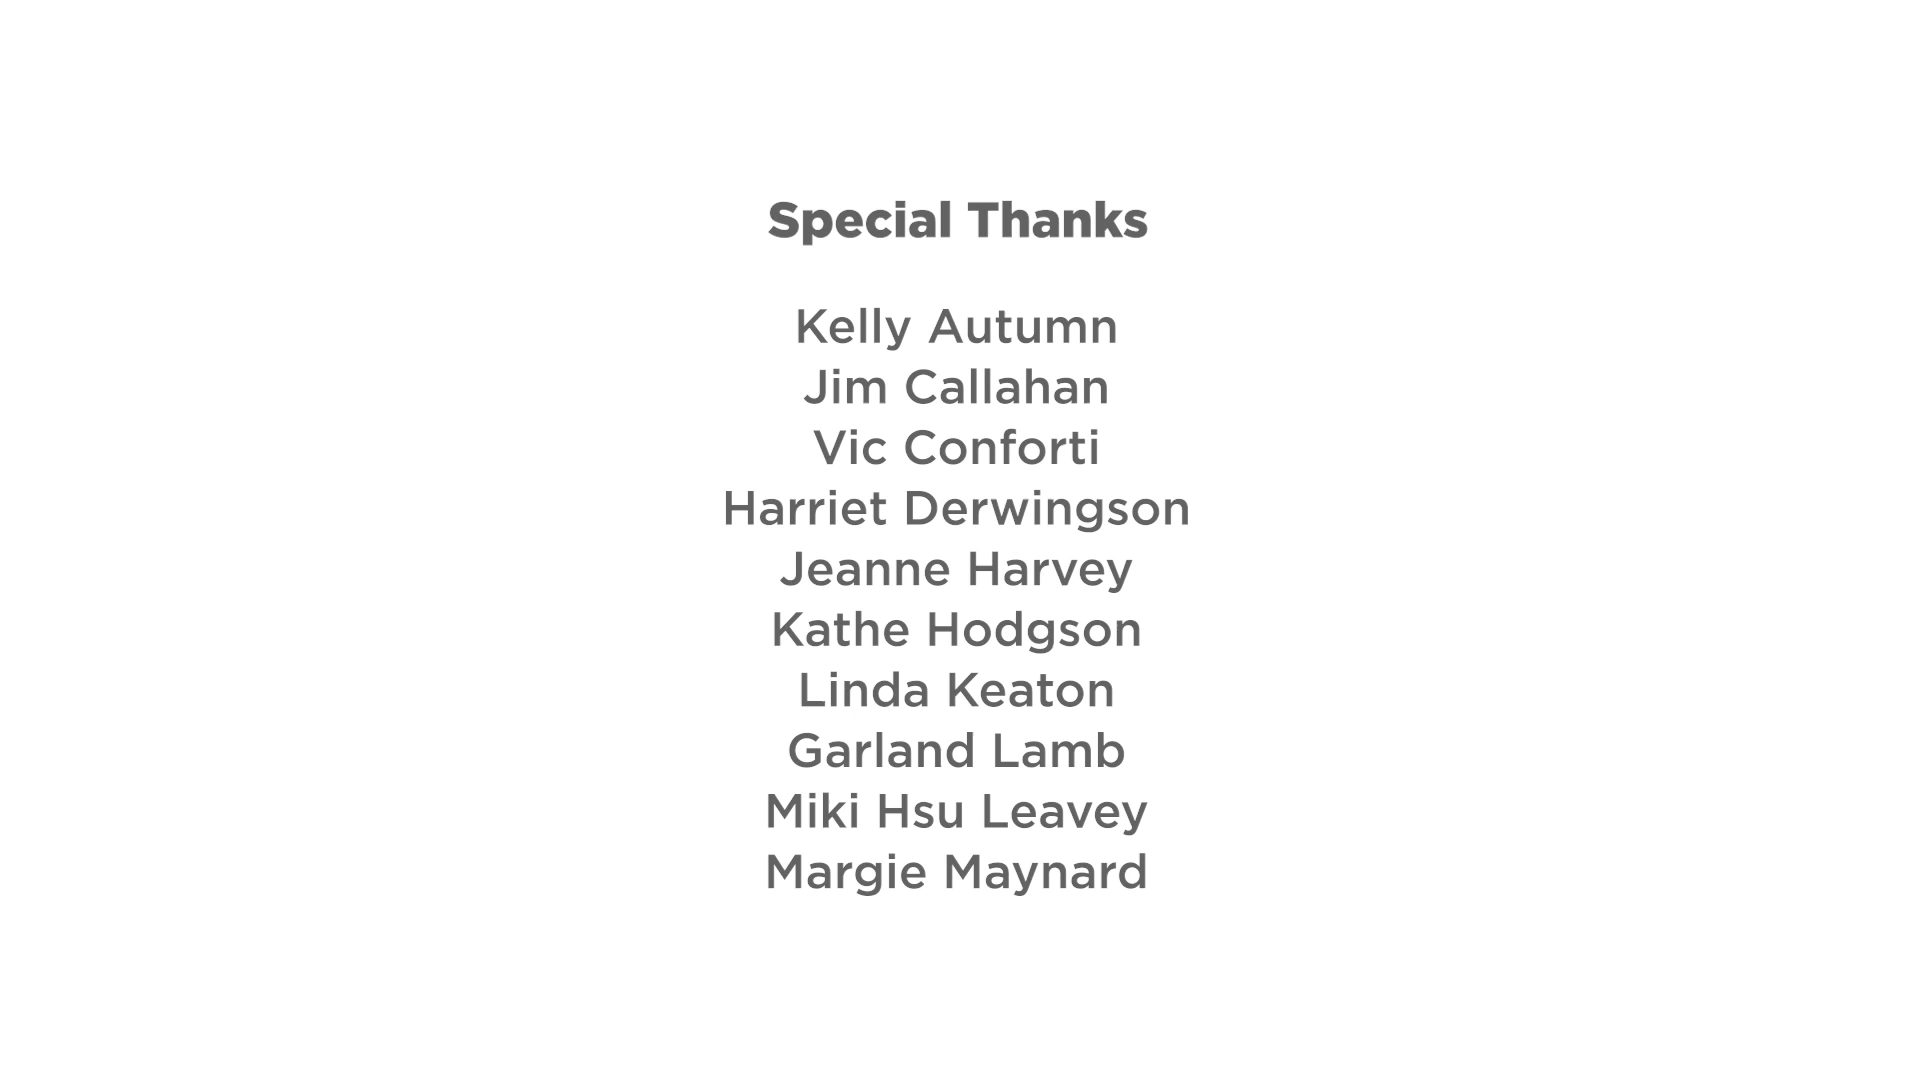 Special Thanks
Kelly Autumn
Jim Callahan
Vic Conforti
Harriet Derwingson
Jeanne Harvey
Kathe Hodgson
Linda Keaton
Garland Lamb
Miki Hsu Leavey
Margie Maynard